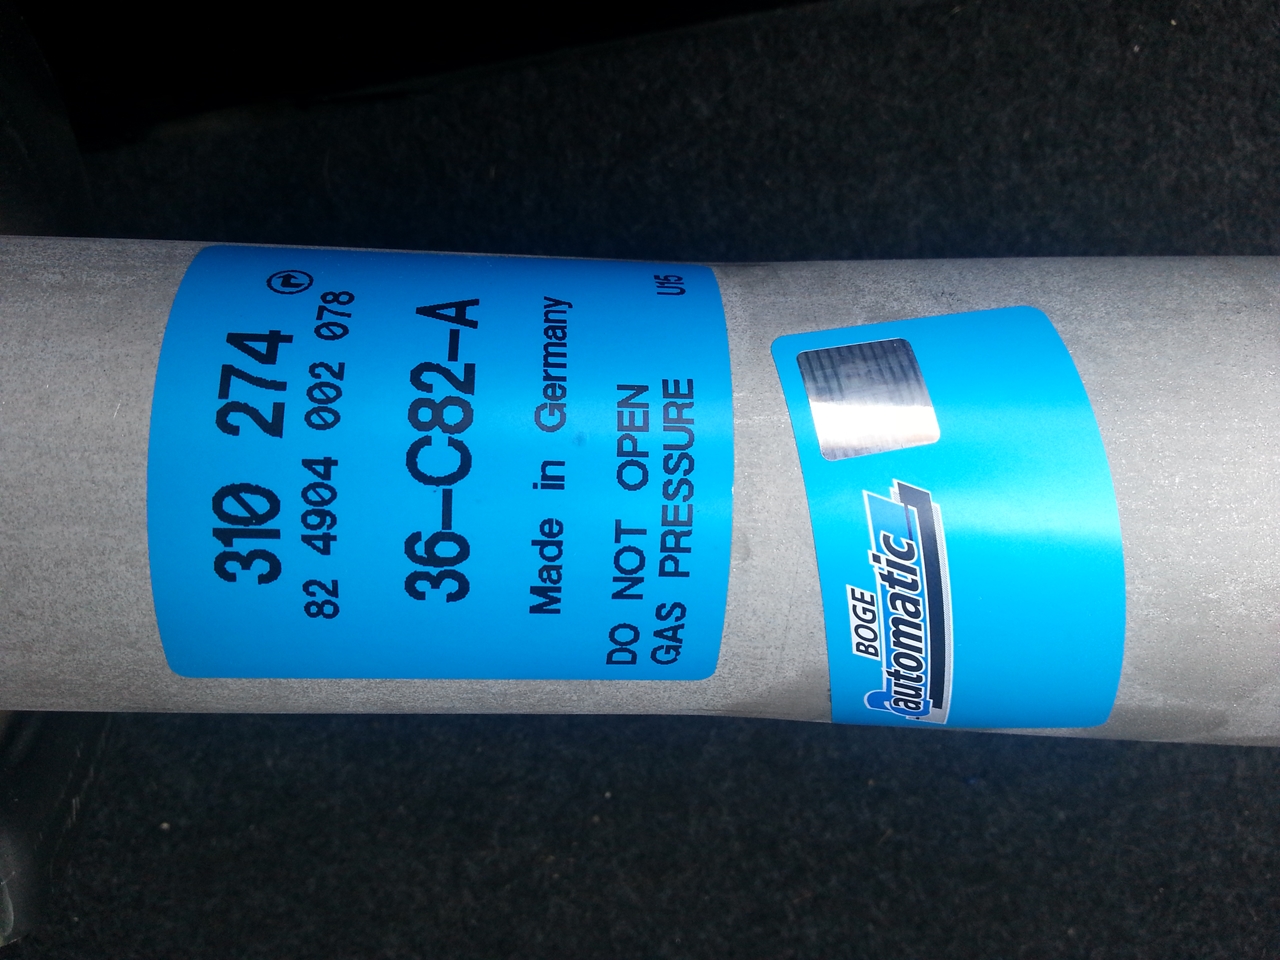 310 274
82 4904 002 078
36-C82-A
Made in Germany
DO NOT OPEN
GAS PRESSURE
U15
BOGE
automatic